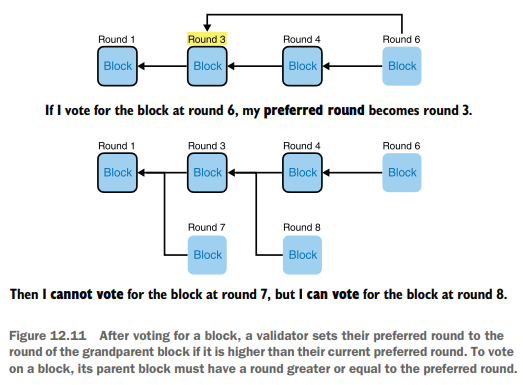 Round 1 Round 3 Round 4 Round 6
Block Block Block Block
If I vote for the block at round 6, my preferred round becomes round 3.
Round 1 Round 3 Round 4 Round 6
Block Block Block Block
Round 7 Round 8
Block Block
Then I cannot vote for the block at round 7, but I can vote for the block at round 8.
Figure 12.11 After voting for a block, a validator sets their preferred round to the
round of the grandparent block if it is higher than their current preferred round. To vote
on a block, its parent block must have a round greater or equal to the preferred round.